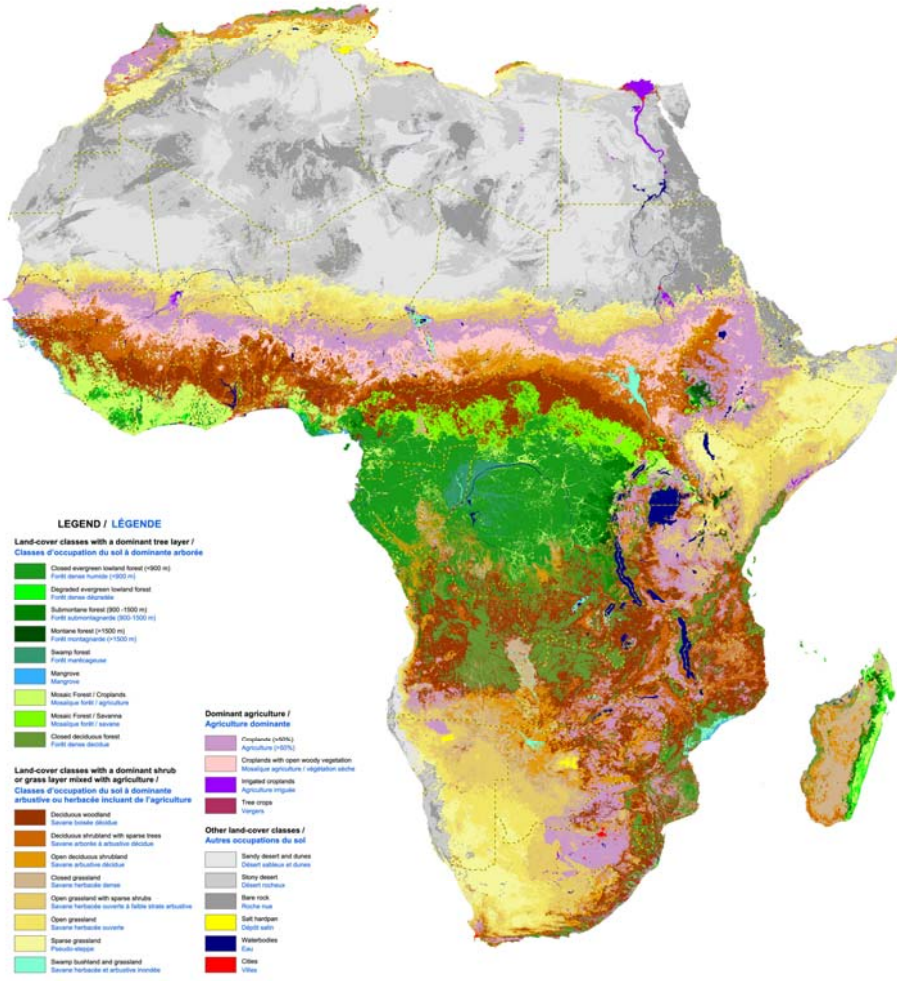 LEGEND / LÉGENDE
Land-cover classes with a dominant tree layer /
Classes d'occupation du sol à dominante arborée
Closed evergreen lowland forest (<900 m)
Forêt dense humide (<900 m)
Degraded evergreen lowland forest
Forêt dense dégradée
Submontane forest (900 -1500 m)
Forêt submontagnarde (900-1500 m)
Montane forest (>1500 m)
Forêt montagnarde (>1500 m)
Swamp forest
Forêt marécageuse
Mangrove
Mangrove
Mosaic Forest / Croplands
Mosaïque forêt / agriculture
Mosaic Forest / Savanna
Mosaïque forêt / savane
Closed deciduous forest
Forêt dense décidue
Land-cover classes with a dominant shrub
or grass layer mixed with agriculture /
Classes d'occupation du sol à dominante
arbustive ou herbacée incluant de l'agriculture
Deciduous woodland
Savane boisée décidue
Deciduous shrubland with sparse trees
Savane arborée à arbustive décidue
Open deciduous shrubland
Savane arbustive décidue
Closed grassland
Savane herbacée dense
Open grassland with sparse shrubs
Savane herbacée ouverte à faible strate arbustive
Open grassland
Savane herbacée ouverte
Sparse grassland
Pseudo-steppe
Swamp bushland and grassland
Savane herbacée et arbustive inondée
Dominant agriculture /
Agriculture dominante
Croplands (>50%)
Agriculture (>50%)
Croplands with open woody vegetation
Mosaïque agriculture / végétation sèche
Irrigated croplands
Agriculture irriguée
Tree crops
Vergers
Other land-cover classes /
Autres occupations du sol
Sandy desert and dunes
Désert sableux et dunes
Stony desert
Désert rocheux
Bare rock
Roche nue
Salt hardpan
Dépôt salin
Waterbodies
Eau
Cities
Villes